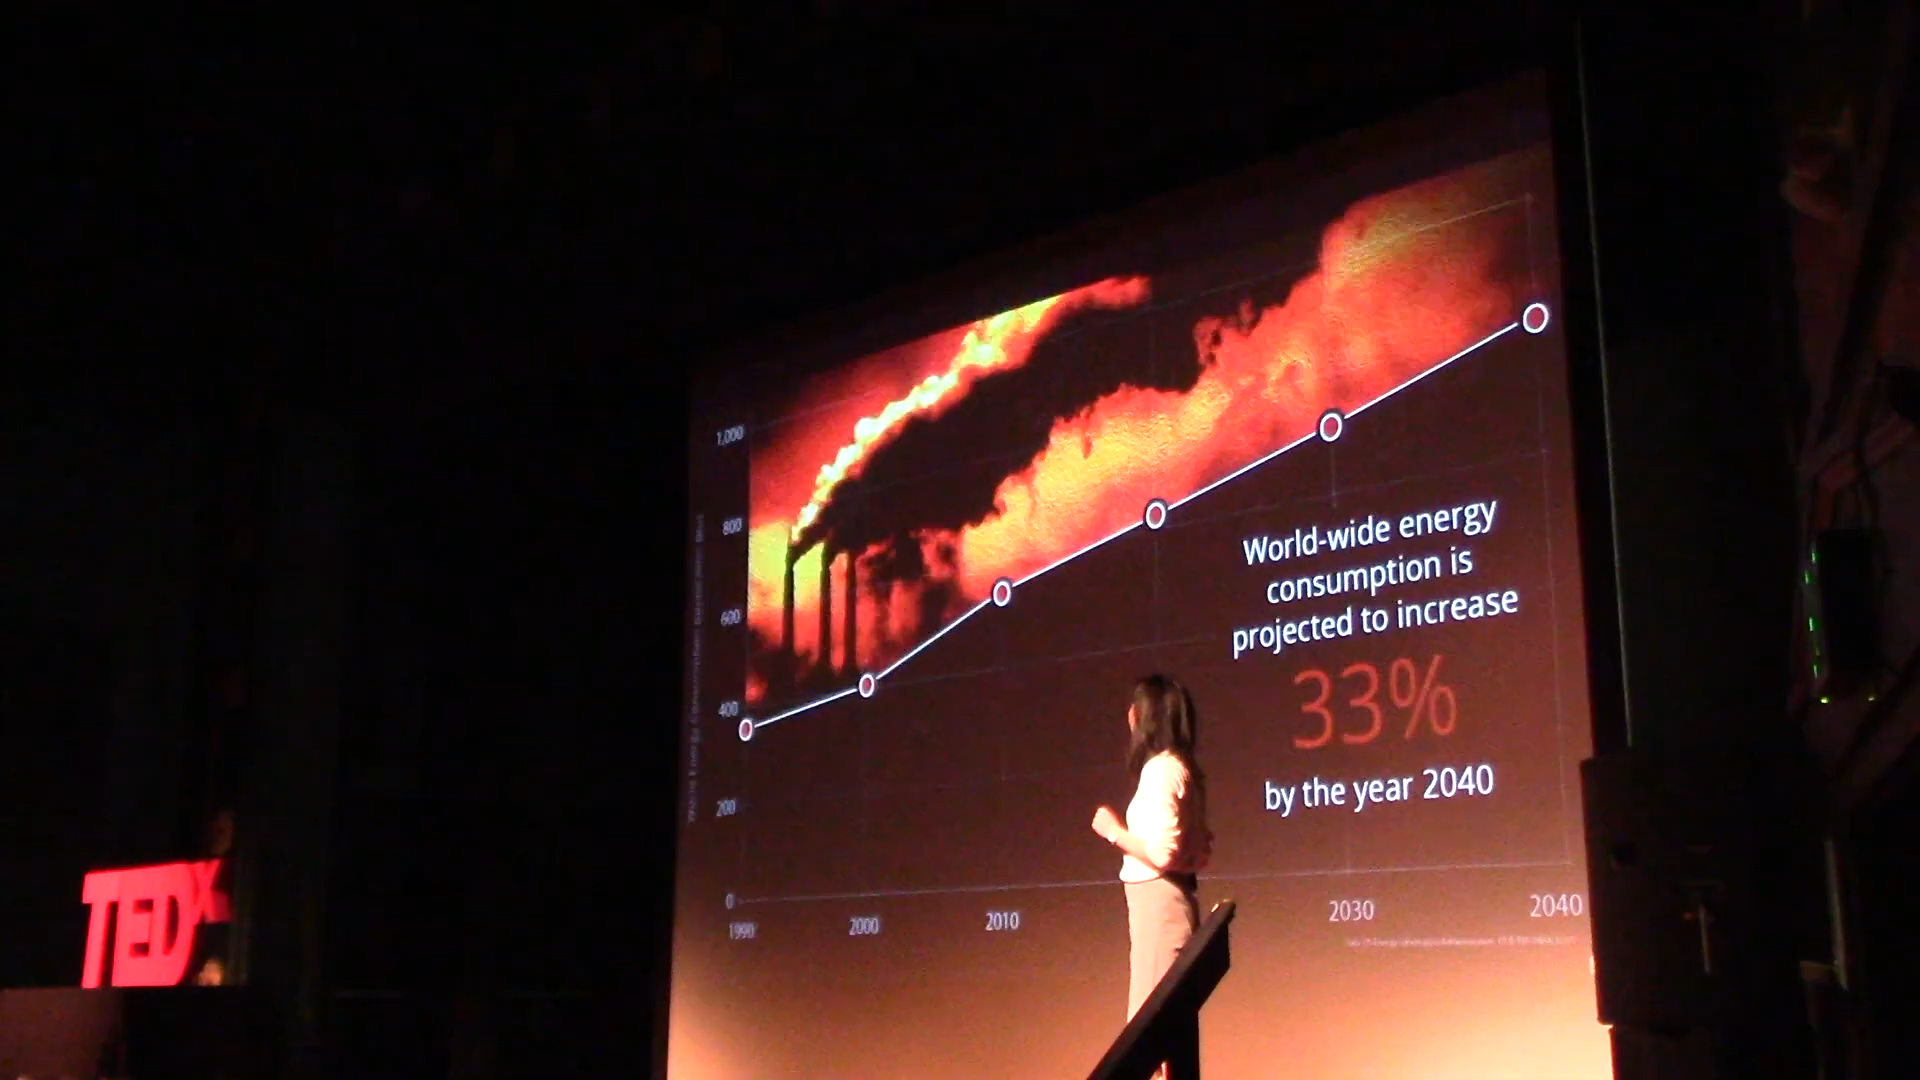 1,000
800
600
400
200
0
1990
2000
2010
2030
2040
World-wide energy
consumption is
projected to increase
33%
by the year 2040
TEDx